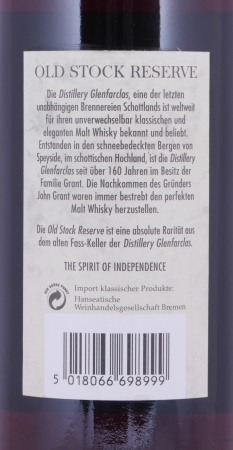 OLD STOCK RESERVE
Die Distillery Glenfarclas, eine der letzten
unabhängigen Brennereien Schottlands ist weltweit
für ihren unverwechselbar klassischen und
eleganten Malt Whisky bekannt und beliebt.
Entstanden in den schneebedeckten Bergen von
Speyside, im schottischen Hochland, ist die Distillery
Glenfarclas seit über 160 Jahren im Besitz der
Familie Grant. Die Nachkommen des Gründers
John Grant waren immer bestrebt den perfekten
Malt Whisky herzustellen.
Die Old Stock Reserve ist eine absolute Rarität aus
dem alten Fass-Keller der Distillery Glenfarclas.
THE SPIRIT OF INDEPENDENCE
Import klassischer Produkte:
Hanseatische
Weinhandelsgesellschaft Bremen
5 018066 698999